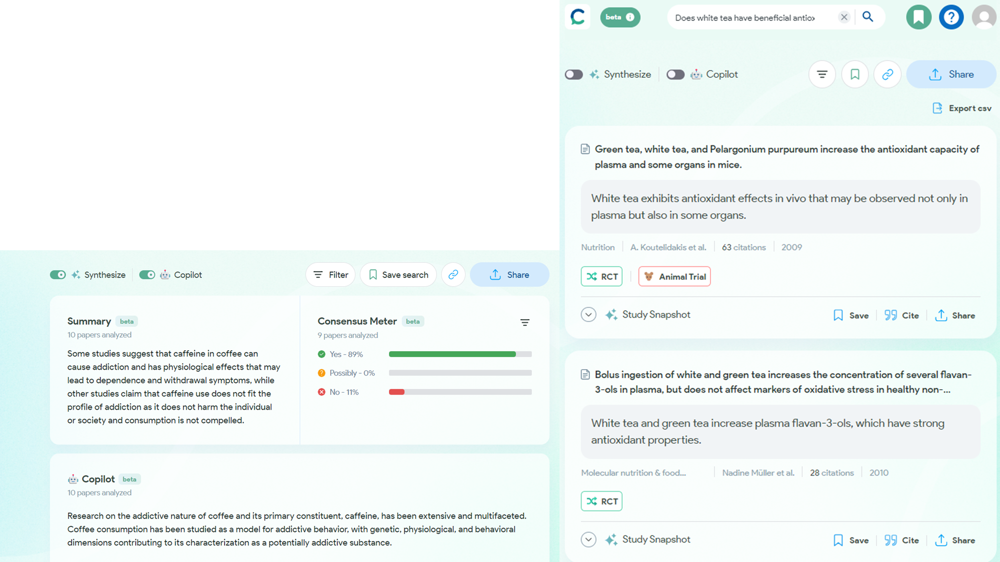 Synthesize
Copilot
Filter
Save search
Share
Summary beta
10 papers analyzed
Some studies suggest that caffeine in coffee can
cause addiction and has physiological effects that may
lead to dependence and withdrawal symptoms, while
other studies claim that caffeine use does not fit the
profile of addiction as it does not harm the individual
or society and consumption is not compelled.
Consensus Meter beta
9 papers analyzed
Yes - 89%
Possibly - 0%
No - 11%
Copilot beta
10 papers analyzed
Research on the addictive nature of coffee and its primary constituent, caffeine, has been extensive and multifaceted.
Coffee consumption has been studied as a model for addictive behavior, with genetic, physiological, and behavioral
dimensions contributing to its characterization as a potentially addictive substance.
beta
Does white tea have beneficial antio
Synthesize
Copilot
Share
Export csv
Green tea, white tea, and Pelargonium purpureum increase the antioxidant capacity of
plasma and some organs in mice.
White tea exhibits antioxidant effects in vivo that may be observed not only in
plasma but also in some organs.
Nutrition
A. Koutelidakis et al.
63 citations
2009
RCT
Animal Trial
Study Snapshot
Save
Cite
Share
Bolus ingestion of white and green tea increases the concentration of several flavan-
3-ols in plasma, but does not affect markers of oxidative stress in healthy non-...
White tea and green tea increase plasma flavan-3-ols, which have strong
antioxidant properties.
Molecular nutrition & food...
Nadine Müller et al.
28 citations
2010
RCT
Study Snapshot
Save
Cite
Share